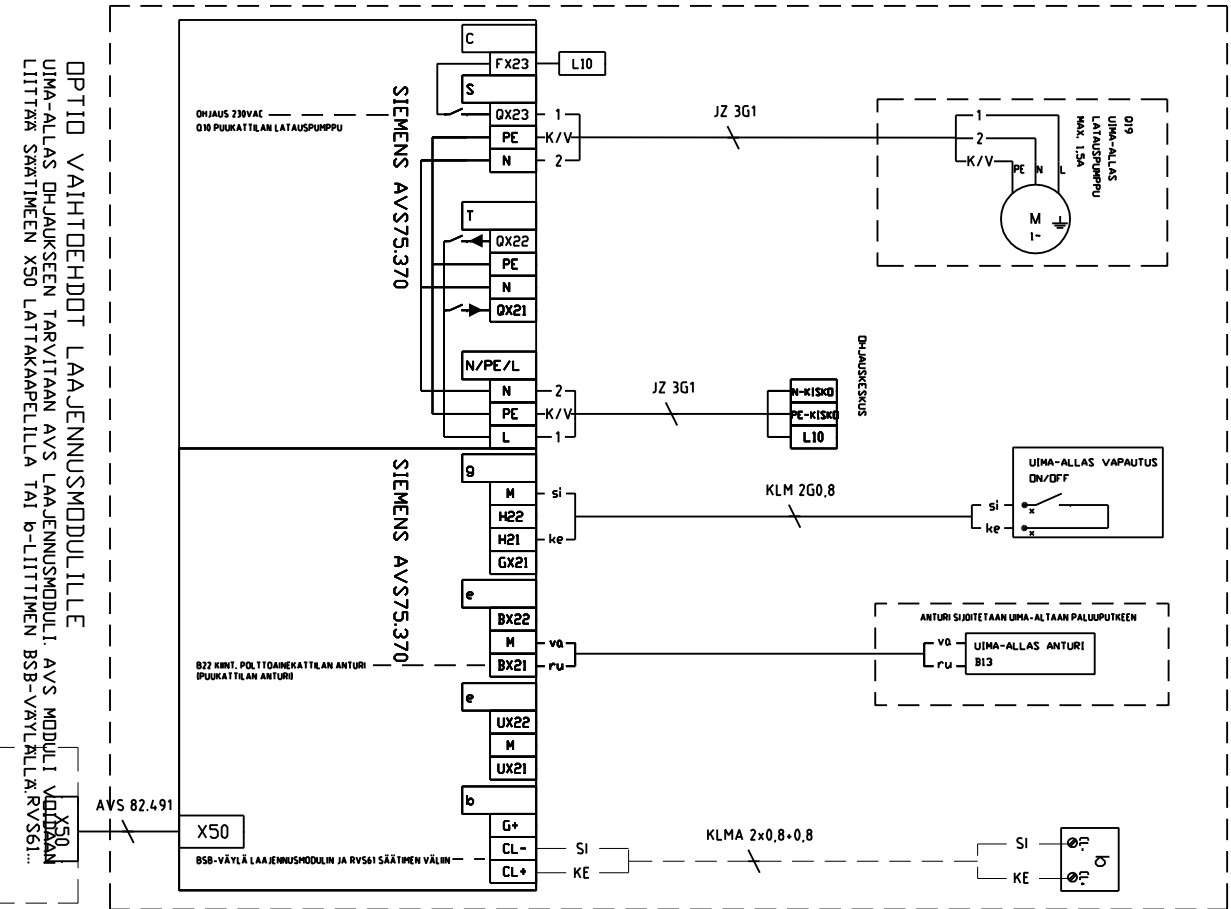 OPTIO VAIHTOEHDOT LAAJENNUSMODULILLE
UIMA-ALLAS OHJAUKSEEN TARVITAAN AVS LAAJENNUSMODULI. AVS MODULI VOIDAAN
LIITTÄÄ SÄÄTIMEEN X50 LATTAKAAPELILLA TAI b-LIITTIMEN BSB-VÄYLÄLLÄ.RVS61...
X50
AVS 82.491
X50
SIEMENS AVS75.370
OHJAUS 230VAC
Q10 PUUKATTILAN LATAUSPUMPPU
C
FX23
L10
S
QX23
1
PE
K/V
N
2
JZ 3G1
1
2
K/V
PE
N
L
M
1~
Q19
UIMA-ALLAS
LATAUSPUMPPU
MAX. 1.5A
T
QX22
PE
N
QX21
N/PE/L
N
2
PE
K/V
L
1
JZ 3G1
N-KISKO
PE-KISKO
L10
OHJAUSKESKUS
SIEMENS AVS75.370
g
M
si
H22
H21
ke
GX21
KLM 2G0,8
si
ke
UIMA-ALLAS VAPAUTUS
ON/OFF
x
x
e
BX22
M
va
BX21
ru
B22 KIINT. POLTTOAINEKATTILAN ANTURI
(PUUKATTILAN ANTURI)
ANTURI SIJOITETAAN UIMA-ALTAAN PALUUPUTKEEN
va
ru
UIMA-ALLAS ANTURI
B13
e
UX22
M
UX21
b
G+
CL-
SI
CL+
KE
BSB-VÄYLÄ LAAJENNUSMODULIN JA RVS61 SÄÄTIMEN VÄLIIN
KLMA 2x0,8+0,8
SI
KE
CL-
CL+
b